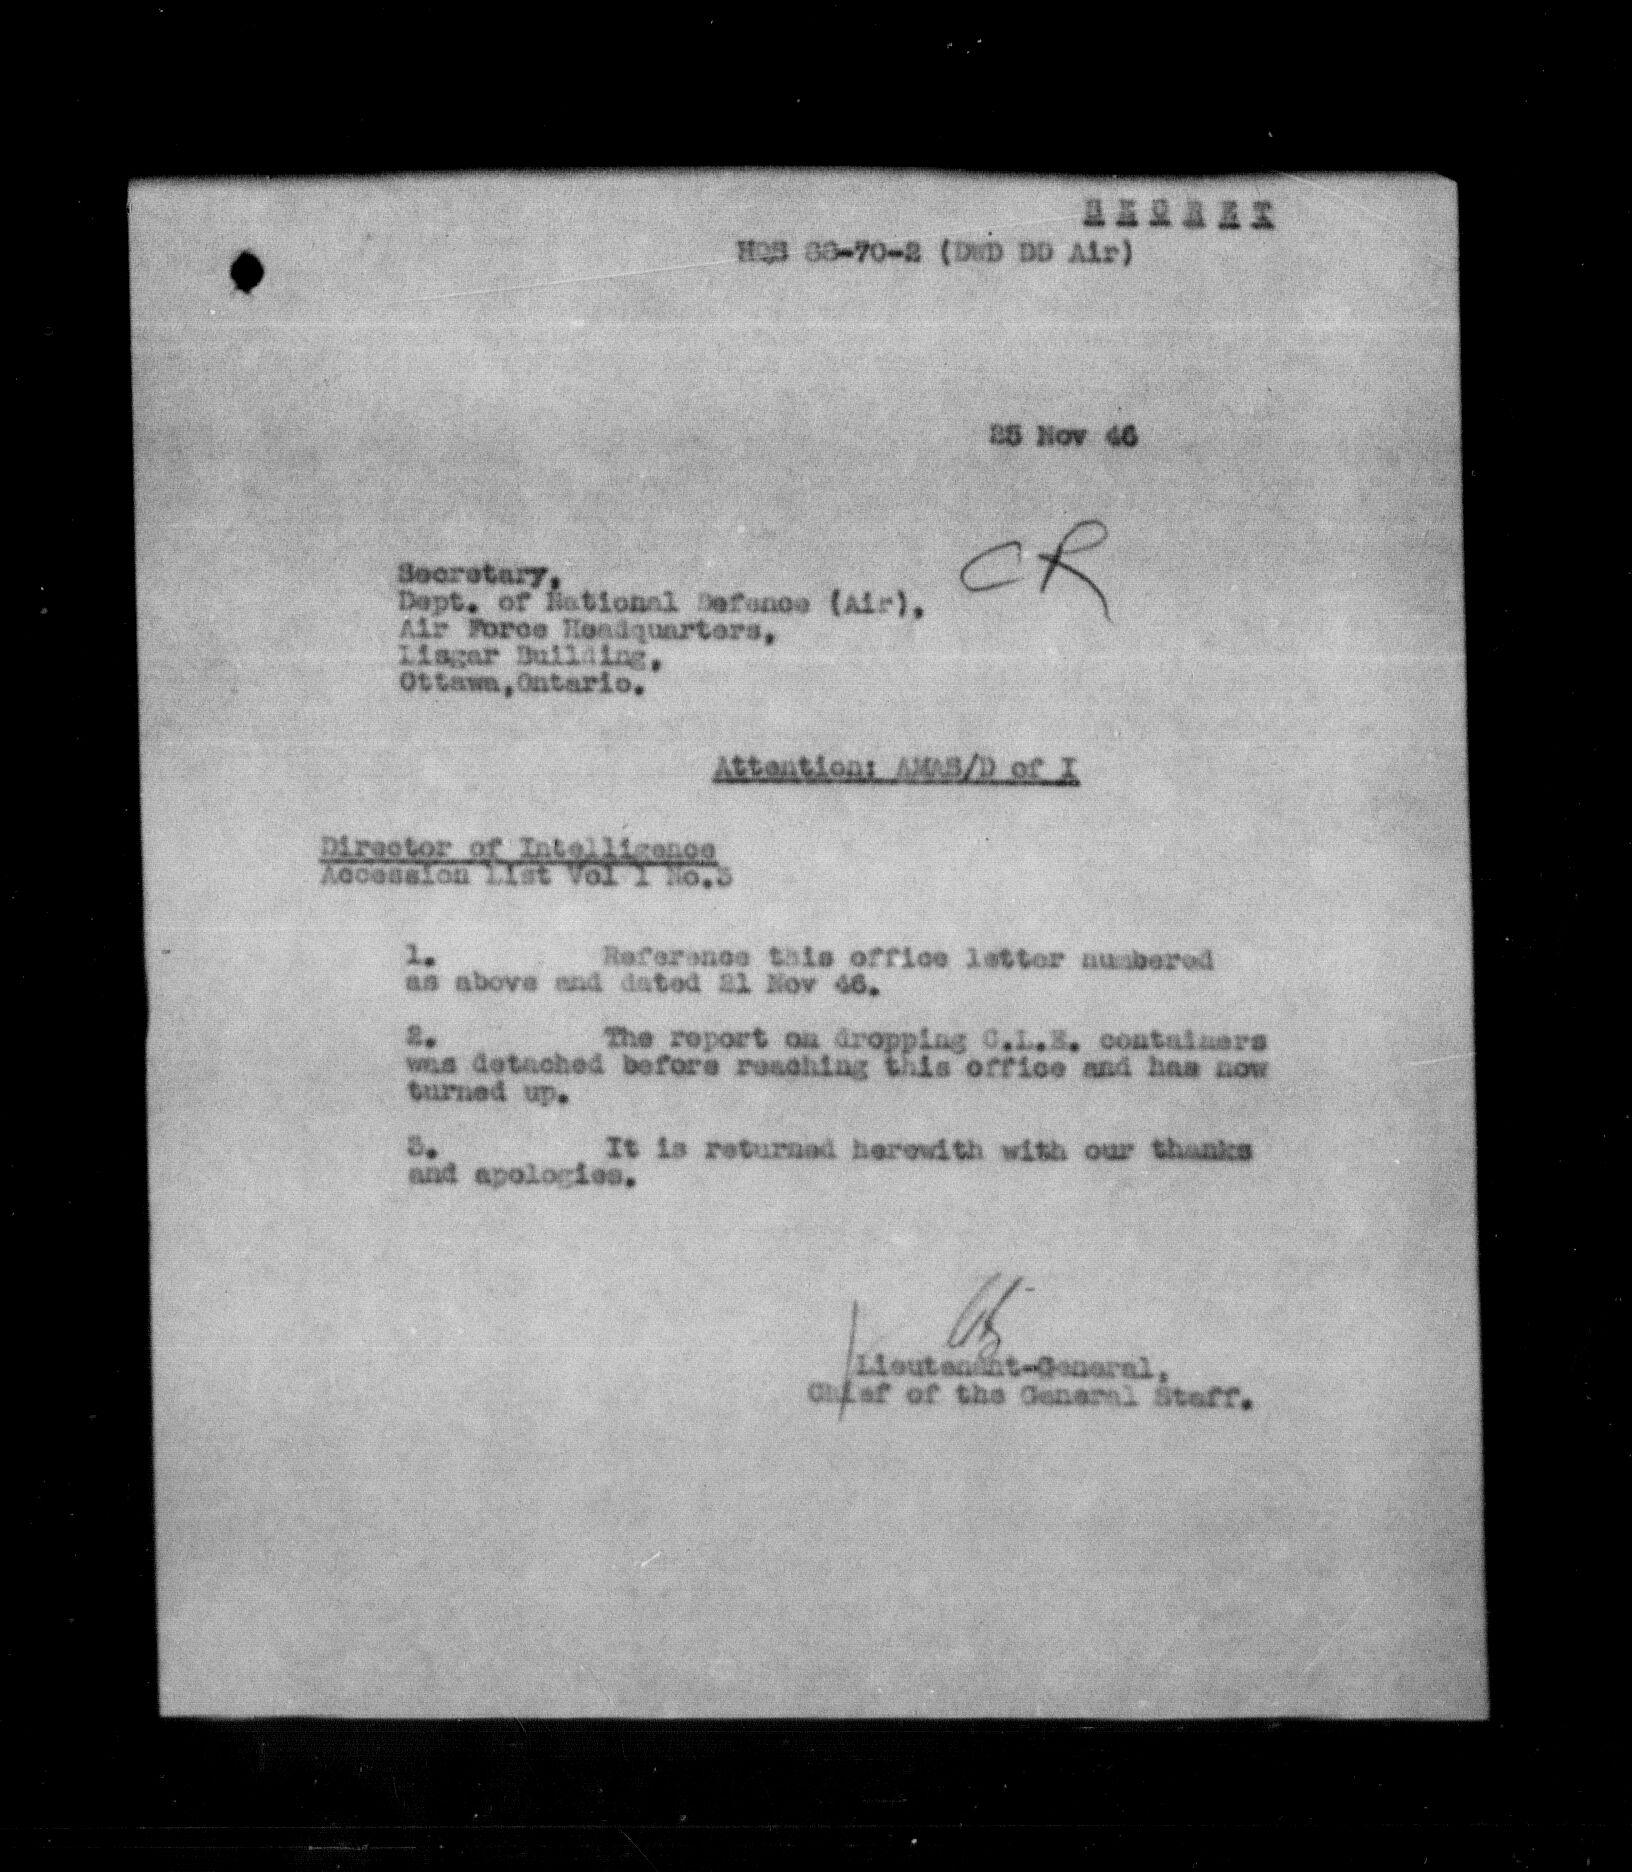 S E C R E T
HQS 88-70-2 (DWD DD Air)
25 Nov 46
CR
Secretary,
Dept. of National Defence (Air),
Air Force Headquarters,
Lisgar Building,
Ottawa,Ontario.
Attention: AMAS/D of I
Director of Intelligence
Accession List Vol 1 No.3
1. Reference this office letter numbered
as above and dated 21 Nov 46.
2. The report on dropping C.L.E. containers
was detached before reaching this office and has now
turned up.
3. It is returned herewith with our thanks
and apologies.
Lieutenant-General,
Chief of the General Staff.